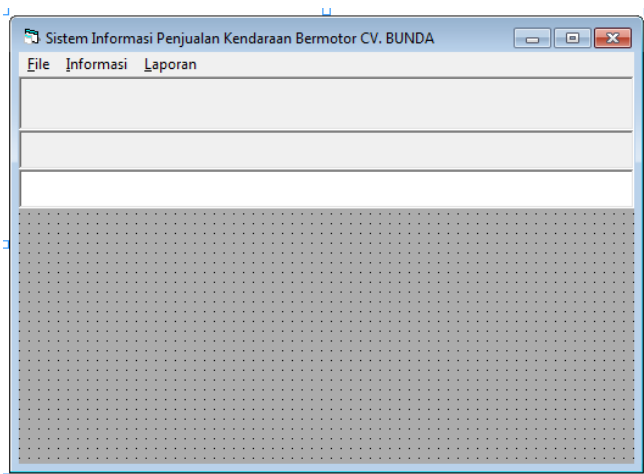 Sistem Informasi Penjualan Kendaraan Bermotor CV. BUNDA
File Informasi Laporan